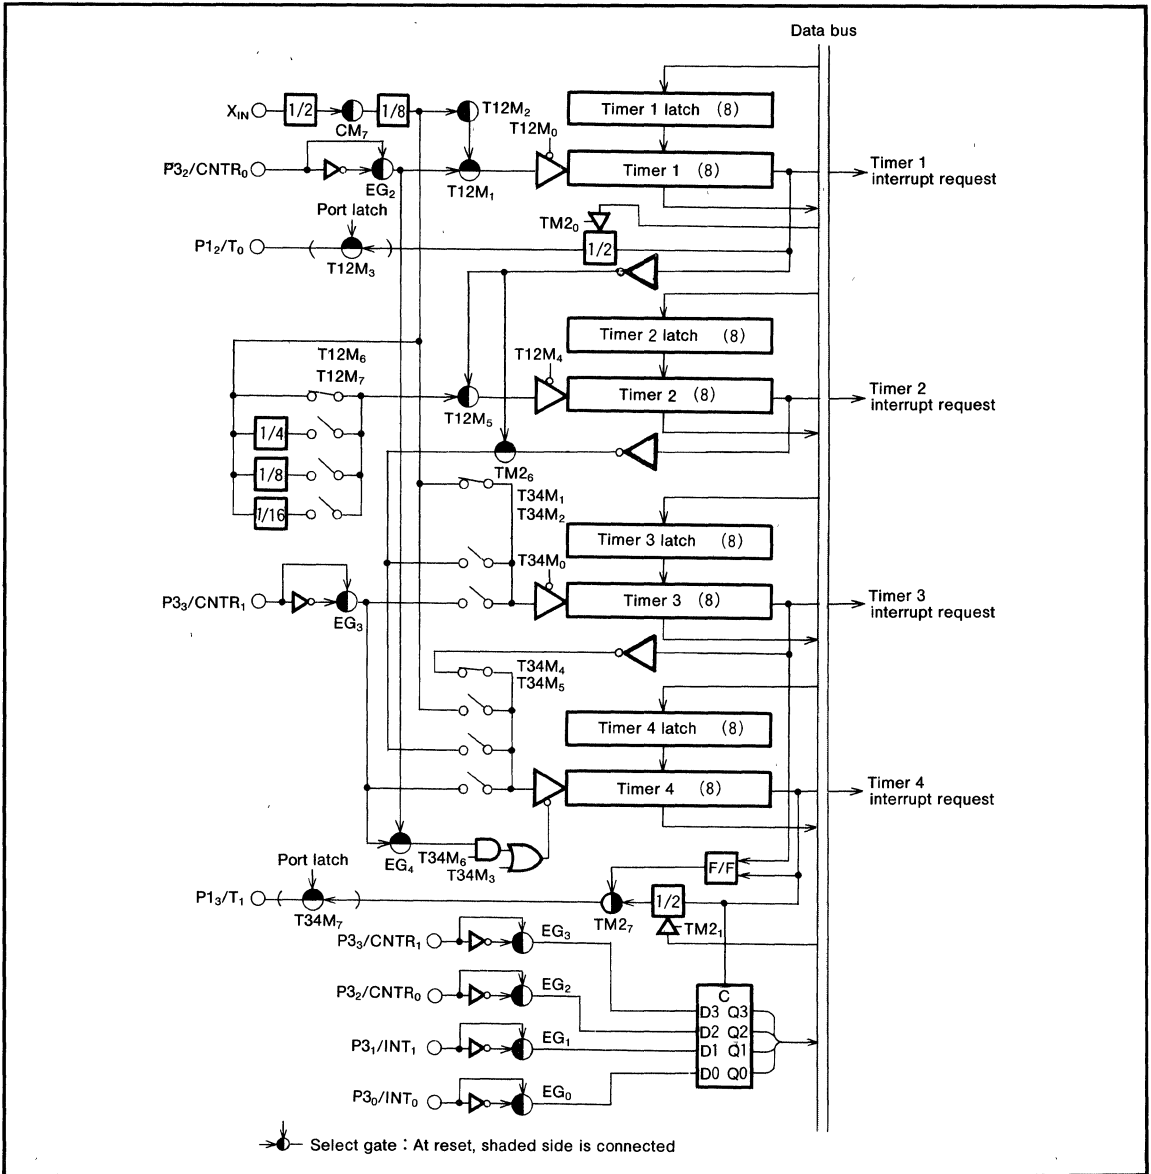 Data bus
X_IN 1/2 CM₇ 1/8 T12M₂
T12M₀
Timer 1 latch (8)
P3₂/CNTR₀ EG₂ T12M₁
Timer 1 (8)
Timer 1
interrupt request
Port latch
P1₂/T₀ T12M₃
TM2₀
1/2
Timer 2 latch (8)
T12M₆
T12M₇
T12M₄
T12M₅
Timer 2 (8)
Timer 2
interrupt request
1/4
1/8
1/16
TM2₆
T34M₁
T34M₂
Timer 3 latch (8)
T34M₀
P3₃/CNTR₁ EG₃
Timer 3 (8)
Timer 3
interrupt request
T34M₄
T34M₅
Timer 4 latch (8)
Timer 4 (8)
Timer 4
interrupt request
EG₄ T34M₆
T34M₃
Port latch
F/F
P1₃/T₁ T34M₇
TM2₇ 1/2 TM2₁
P3₃/CNTR₁ EG₃
P3₂/CNTR₀ EG₂
P3₁/INT₁ EG₁
P3₀/INT₀ EG₀
C
D3 Q3
D2 Q2
D1 Q1
D0 Q0
Select gate : At reset, shaded side is connected